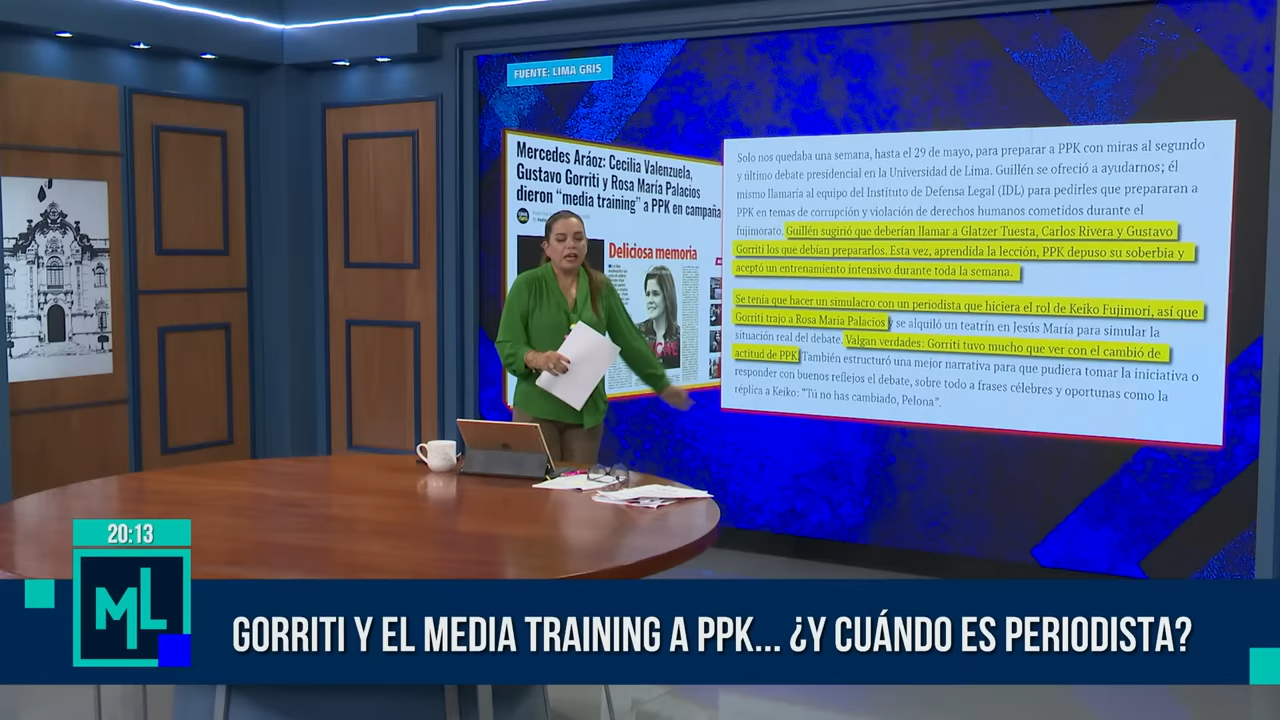 FUENTE: LIMA GRIS
Mercedes Aráoz: Cecilia Valenzuela,
Gustavo Gorriti y Rosa María Palacios
dieron "media training" a PPK en campaña
Deliciosa memoria
Solo nos quedaba una semana, hasta el 29 de mayo, para preparar a PPK con miras al segundo
y último debate presidencial en la Universidad de Lima. Guillén se ofreció a ayudarnos; él
mismo llamaría al equipo del Instituto de Defensa Legal (IDL) para pedirles que prepararan a
PPK en temas de corrupción y violación de derechos humanos cometidos durante el
fujimorato. Guillén sugirió que deberían llamar a Glatzer Tuesta, Carlos Rivera y Gustavo
Gorriti los que debían prepararlos. Esta vez, aprendida la lección, PPK depuso su soberbia y
aceptó un entrenamiento intensivo durante toda la semana.
Se tenía que hacer un simulacro con un periodista que hiciera el rol de Keiko Fujimori, así que
Gorriti trajo a Rosa María Palacios y se alquiló un teatrín en Jesús María para simular la
situación real del debate. Valgan verdades: Gorriti tuvo mucho que ver con el cambió de
actitud de PPK. También estructuró una mejor narrativa para que pudiera tomar la iniciativa o
responder con buenos reflejos el debate, sobre todo a frases célebres y oportunas como la
réplica a Keiko: "Tú no has cambiado, Pelona".
20:13
ML
GORRITI Y EL MEDIA TRAINING A PPK... ¿Y CUÁNDO ES PERIODISTA?